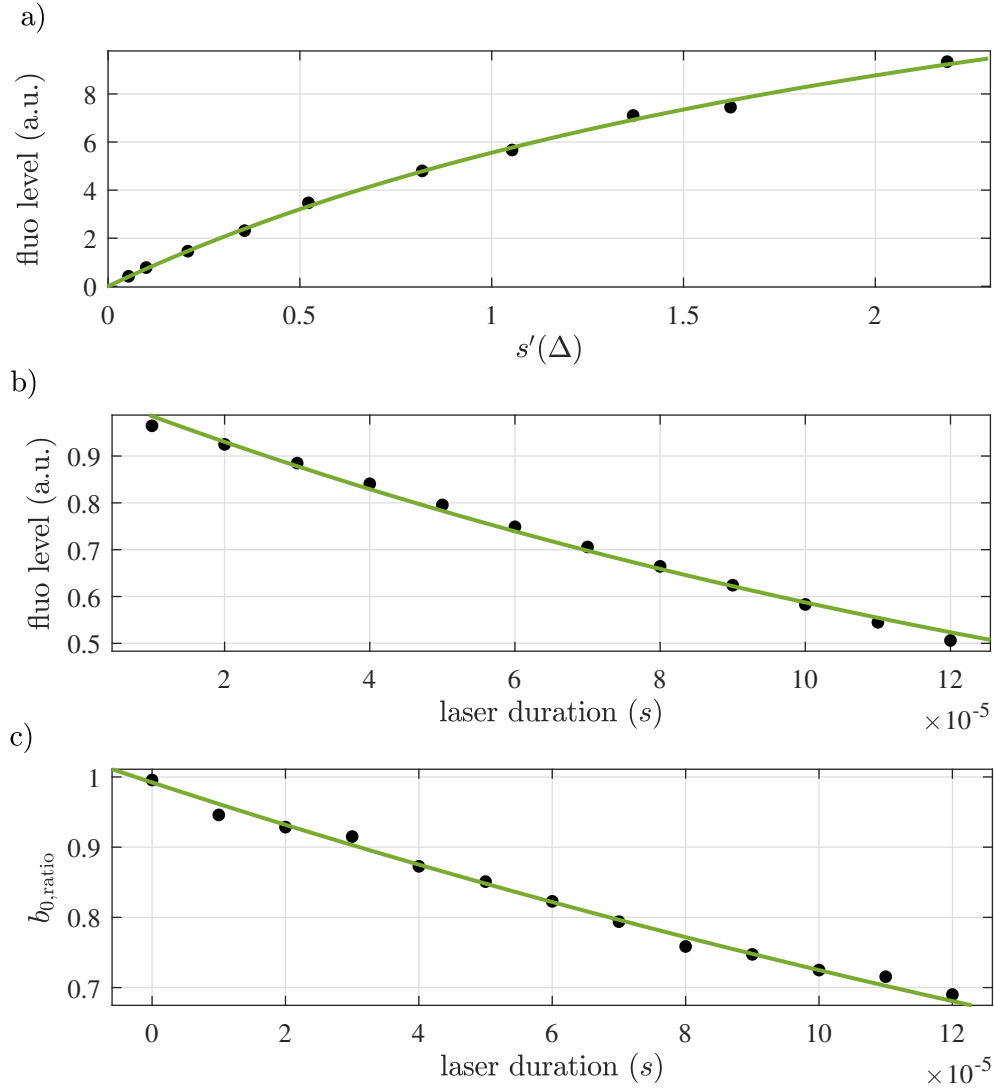 a)
fluo level (a.u.)
8
6
4
2
0
0 0.5 1 1.5 2
s′(Δ)
b)
fluo level (a.u.)
0.9
0.8
0.7
0.6
0.5
2 4 6 8 10 12
laser duration (s)
×10-5
c)
b0,ratio
1
0.9
0.8
0.7
0 2 4 6 8 10 12
laser duration (s)
×10-5